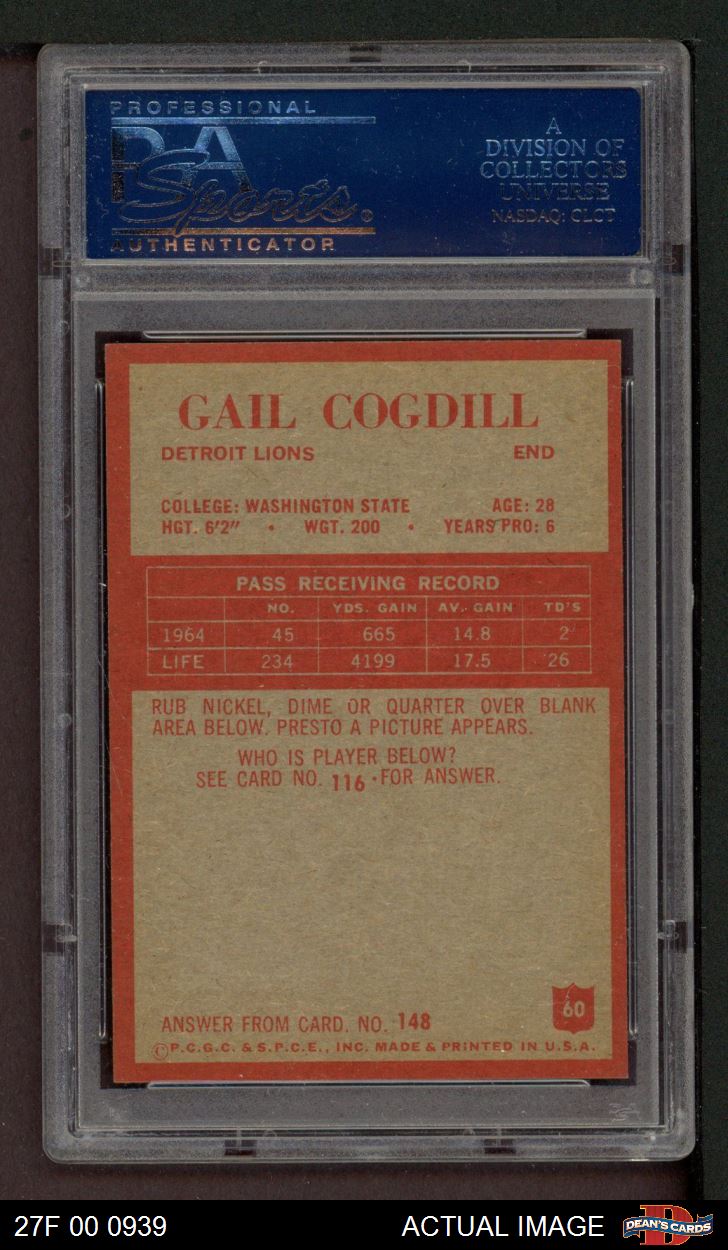 PROFESSIONAL
PSA
Sports®
AUTHENTICATOR
A
DIVISION OF
COLLECTORS
UNIVERSE
NASDAQ: CLCT
GAIL COGDILL
DETROIT LIONS END
COLLEGE: WASHINGTON STATE AGE: 28
HGT. 6'2" • WGT. 200 • YEARS PRO: 6
PASS RECEIVING RECORD
NO. YDS. GAIN AV. GAIN TD'S
1964 45 665 14.8 2
LIFE 234 4199 17.5 26
RUB NICKEL, DIME OR QUARTER OVER BLANK
AREA BELOW. PRESTO A PICTURE APPEARS.
WHO IS PLAYER BELOW?
SEE CARD NO. 116 FOR ANSWER.
60
ANSWER FROM CARD. NO. 148
©P.C.G.C. & S.P.C.E., INC. MADE & PRINTED IN U.S.A.
27F 00 0939 ACTUAL IMAGE DEAN'S CARDS